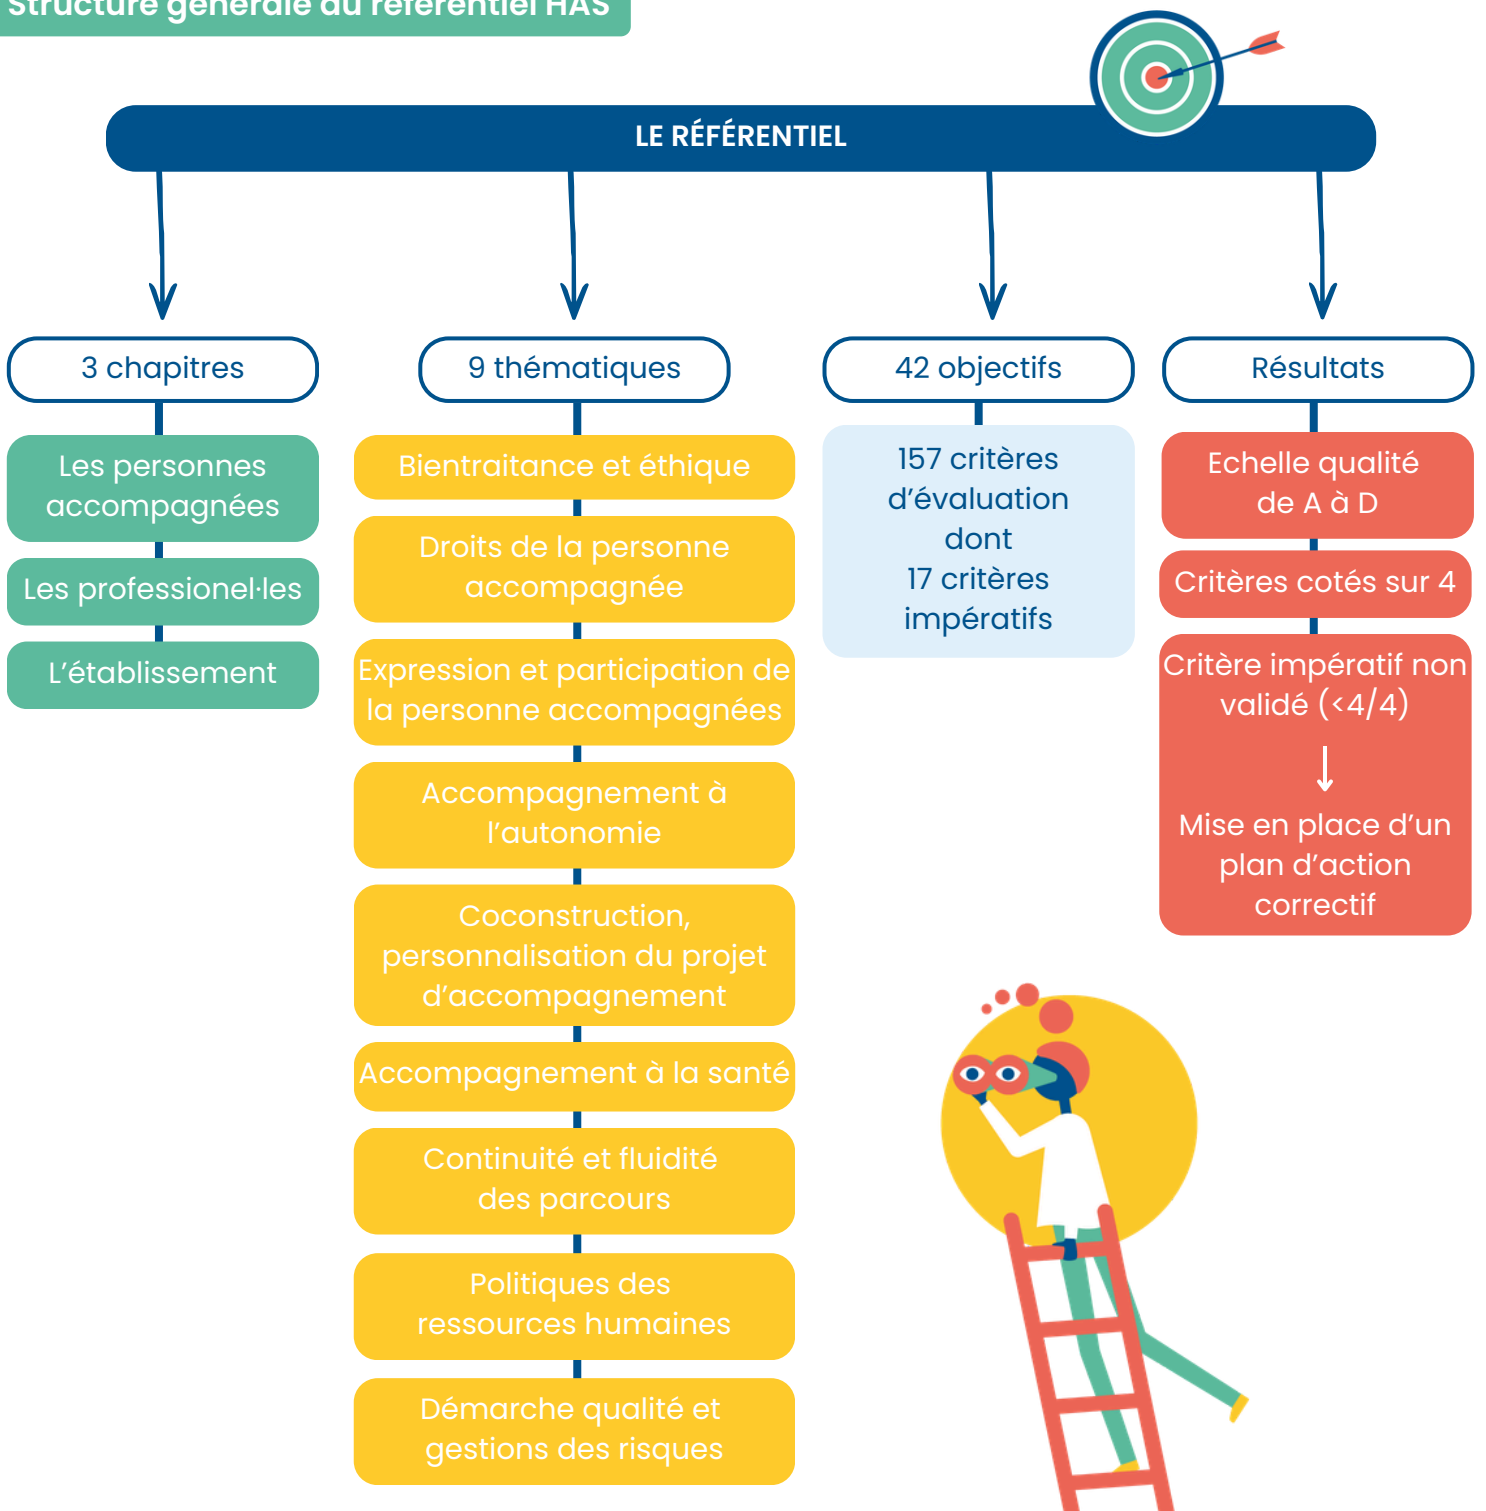 Structure générale du référentiel HAS
LE RÉFÉRENTIEL
3 chapitres
Les personnes
accompagnées
Les professionel·les
L’établissement
9 thématiques
Bientraitance et éthique
Droits de la personne
accompagnée
Expression et participation de
la personne accompagnées
Accompagnement à
l’autonomie
Coconstruction,
personnalisation du projet
d’accompagnement
Accompagnement à la santé
Continuité et fluidité
des parcours
Politiques des
ressources humaines
Démarche qualité et
gestions des risques
42 objectifs
157 critères
d’évaluation
dont
17 critères
impératifs
Résultats
Echelle qualité
de A à D
Critères cotés sur 4
Critère impératif non
validé (<4/4)
Mise en place d’un
plan d’action
correctif